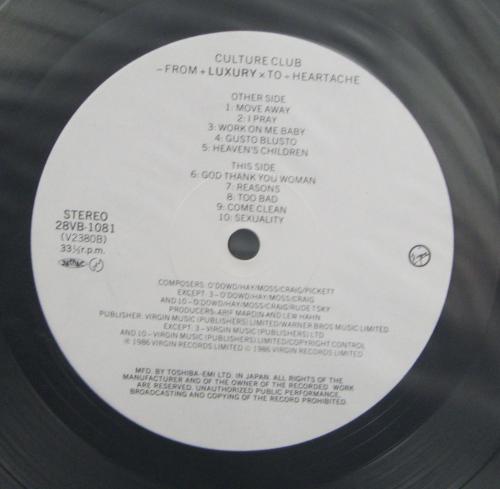 CULTURE CLUB
–FROM+LUXURY×TO÷HEARTACHE
OTHER SIDE
1: MOVE AWAY
2: I PRAY
3: WORK ON ME BABY
4: GUSTO BLUSTO
5: HEAVEN'S CHILDREN
THIS SIDE
6: GOD THANK YOU WOMAN
7: REASONS
8: TOO BAD
9: COME CLEAN
10: SEXUALITY
STEREO
28VB-1081
(V2380B)
33⅓r.p.m.
COMPOSERS: O'DOWD/HAY/MOSS/CRAIG/PICKETT
EXCEPT: 3–O'DOWD/HAY/MOSS/CRAIG
AND 10–O'DOWD/HAY/MOSS/CRAIG/RUDETSKY
PRODUCERS: ARIF MARDIN AND LEW HAHN
PUBLISHER: VIRGIN MUSIC (PUBLISHERS) LIMITED/WARNER BROS MUSIC LIMITED
EXCEPT: 3–VIRGIN MUSIC (PUBLISHERS) LTD
AND 10–VIRGIN MUSIC (PUBLISHERS) LIMITED/COPYRIGHT CONTROL
℗ 1986 VIRGIN RECORDS LIMITED © 1986 VIRGIN RECORDS LIMITED
MFD. BY TOSHIBA-EMI LTD. IN JAPAN. ALL RIGHTS OF THE
MANUFACTURER AND OF THE OWNER OF THE RECORDED WORK
ARE RESERVED. UNAUTHORIZED PUBLIC PERFORMANCE,
BROADCASTING AND COPYING OF THE RECORD PROHIBITED.